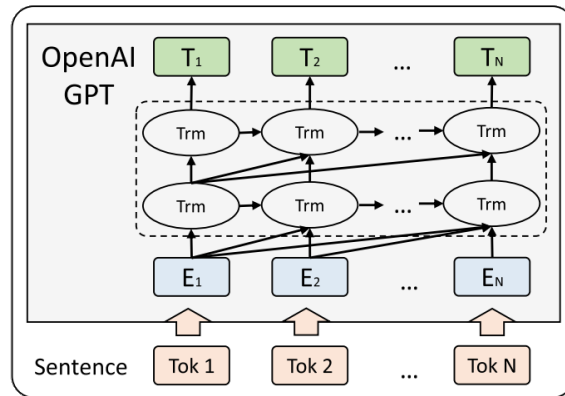 OpenAI
GPT
T1 T2 ... TN
Trm Trm ... Trm
Trm Trm ... Trm
E1 E2 ... EN
Sentence Tok 1 Tok 2 ... Tok N